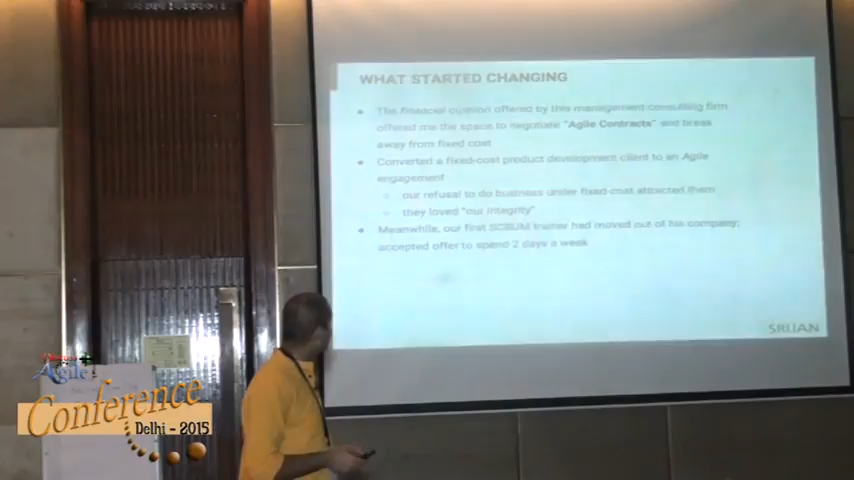 WHAT STARTED CHANGING
The financial cushion offered by this management consulting firm
offered me the space to negotiate "Agile Contracts" and break
away from fixed cost
Converted a fixed-cost product development client to an Agile
engagement
our refusal to do business under fixed-cost attracted them
they loved "our integrity"
Meanwhile, our first SCRUM trainer had moved out of his company;
accepted offer to spend 2 days a week
SRIJAN
Agile
Conference
Delhi - 2015